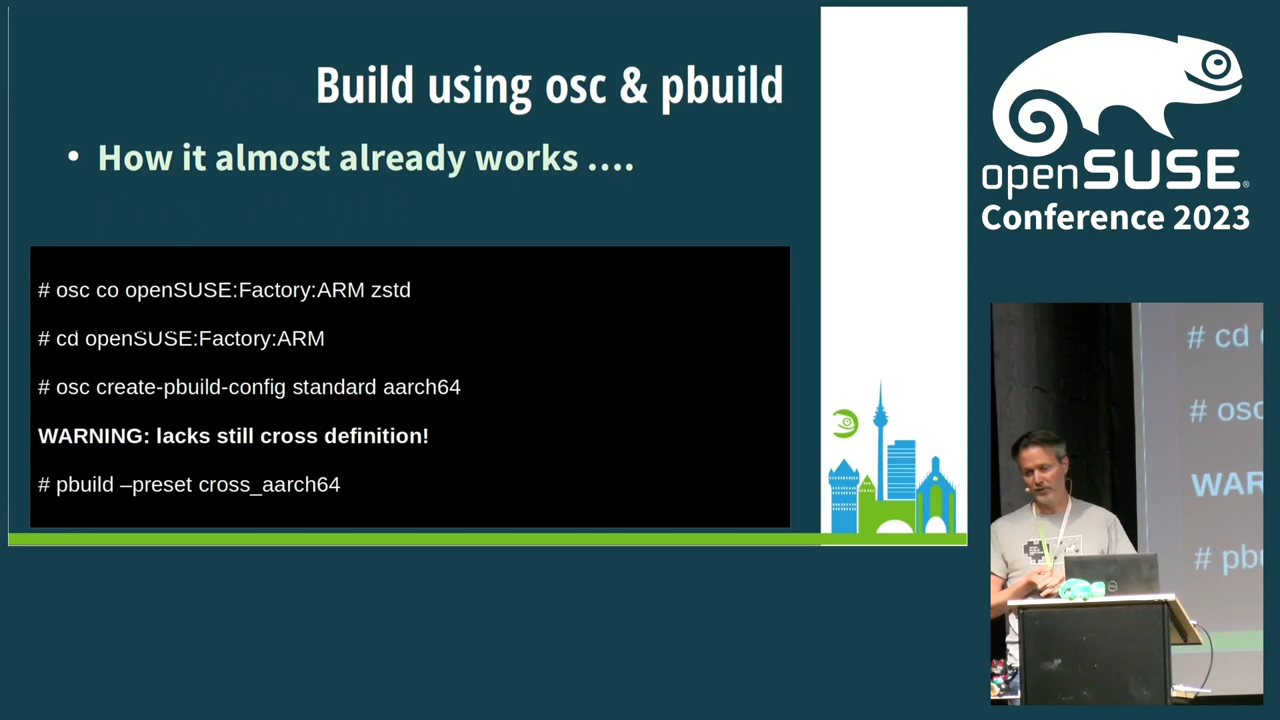 Build using osc & pbuild
• How it almost already works ....
# osc co openSUSE:Factory:ARM zstd
# cd openSUSE:Factory:ARM
# osc create-pbuild-config standard aarch64
WARNING: lacks still cross definition!
# pbuild –preset cross_aarch64
openSUSE®
Conference 2023
# cd
# osc
WAR
# pbu
DELL